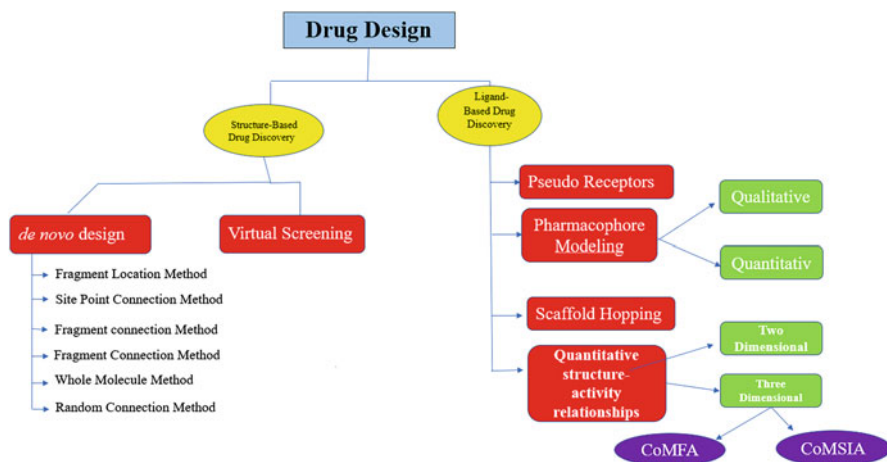 Drug Design
Structure-Based
Drug Discovery
Ligand-
Based Drug
Discovery
de novo design
Virtual Screening
Fragment Location Method
Site Point Connection Method
Fragment connection Method
Fragment Connection Method
Whole Molecule Method
Random Connection Method
Pseudo Receptors
Pharmacophore
Modeling
Qualitative
Quantitativ
Scaffold Hopping
Quantitative
structure-
activity
relationships
Two
Dimensional
Three
Dimensional
CoMFA
CoMSIA